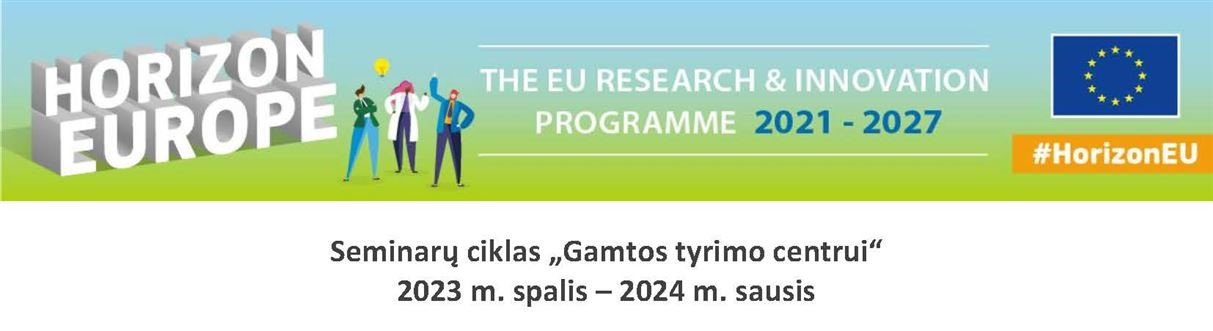 HORIZON
EUROPE
THE EU RESEARCH & INNOVATION
PROGRAMME 2021 - 2027
#HorizonEU
Seminarų ciklas „Gamtos tyrimo centrui“
2023 m. spalis – 2024 m. sausis